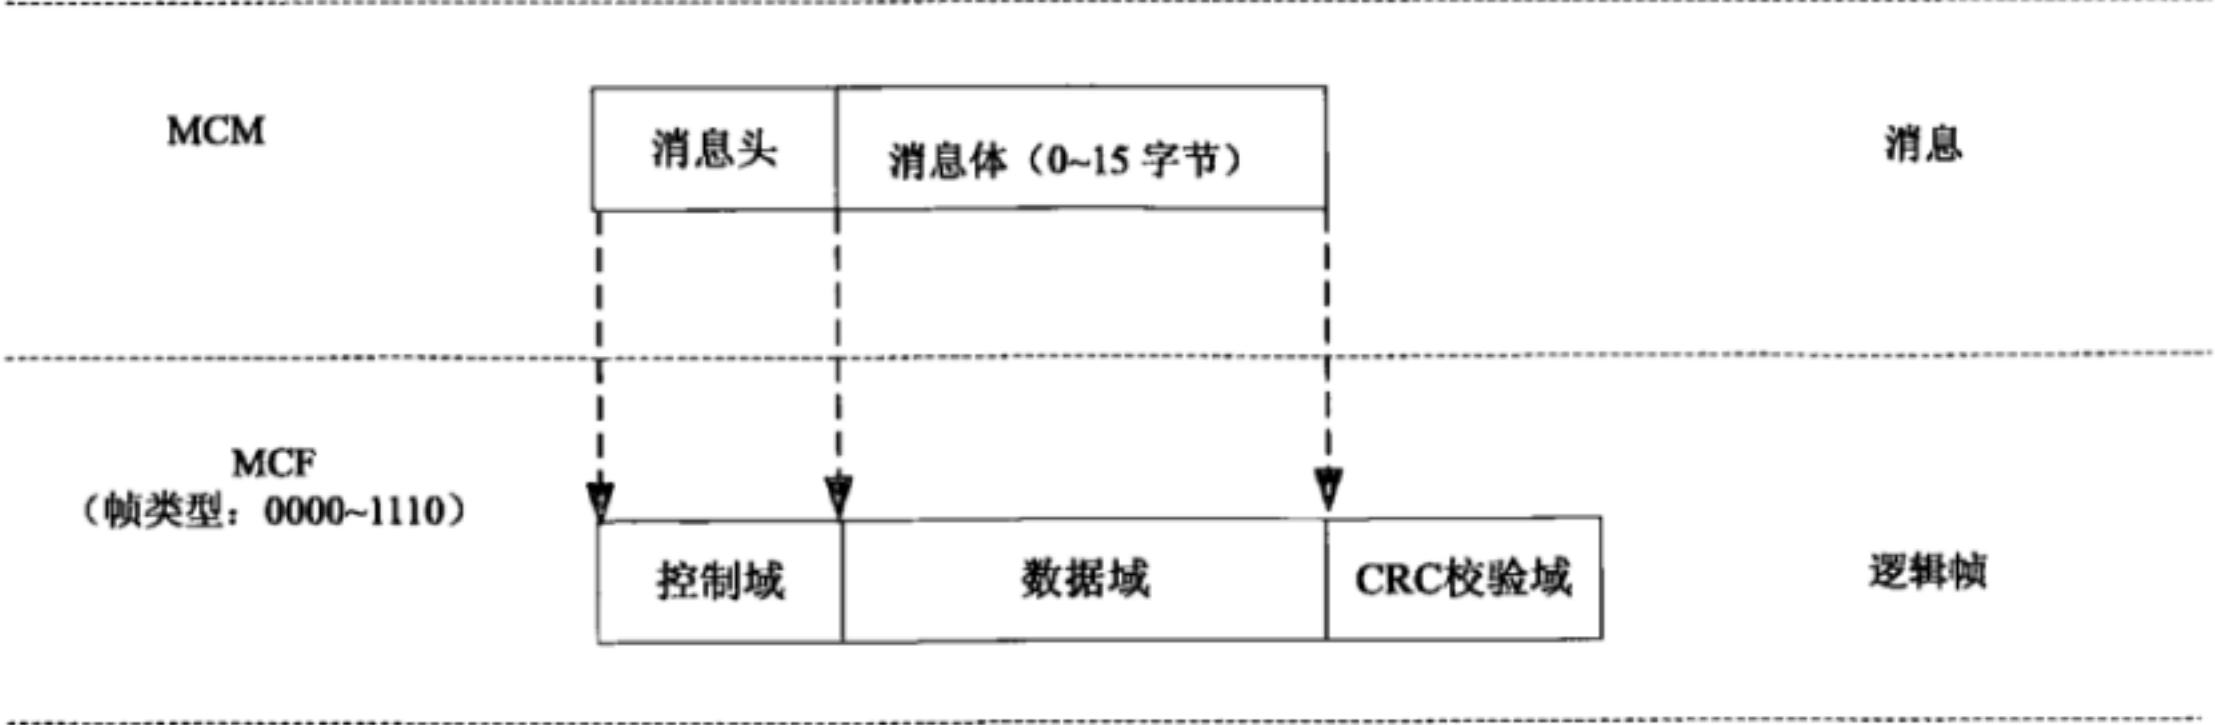 MCM
消息头
消息体（0~15 字节）
消息
MCF
（帧类型：0000~1110）
控制域
数据域
CRC校验域
逻辑帧